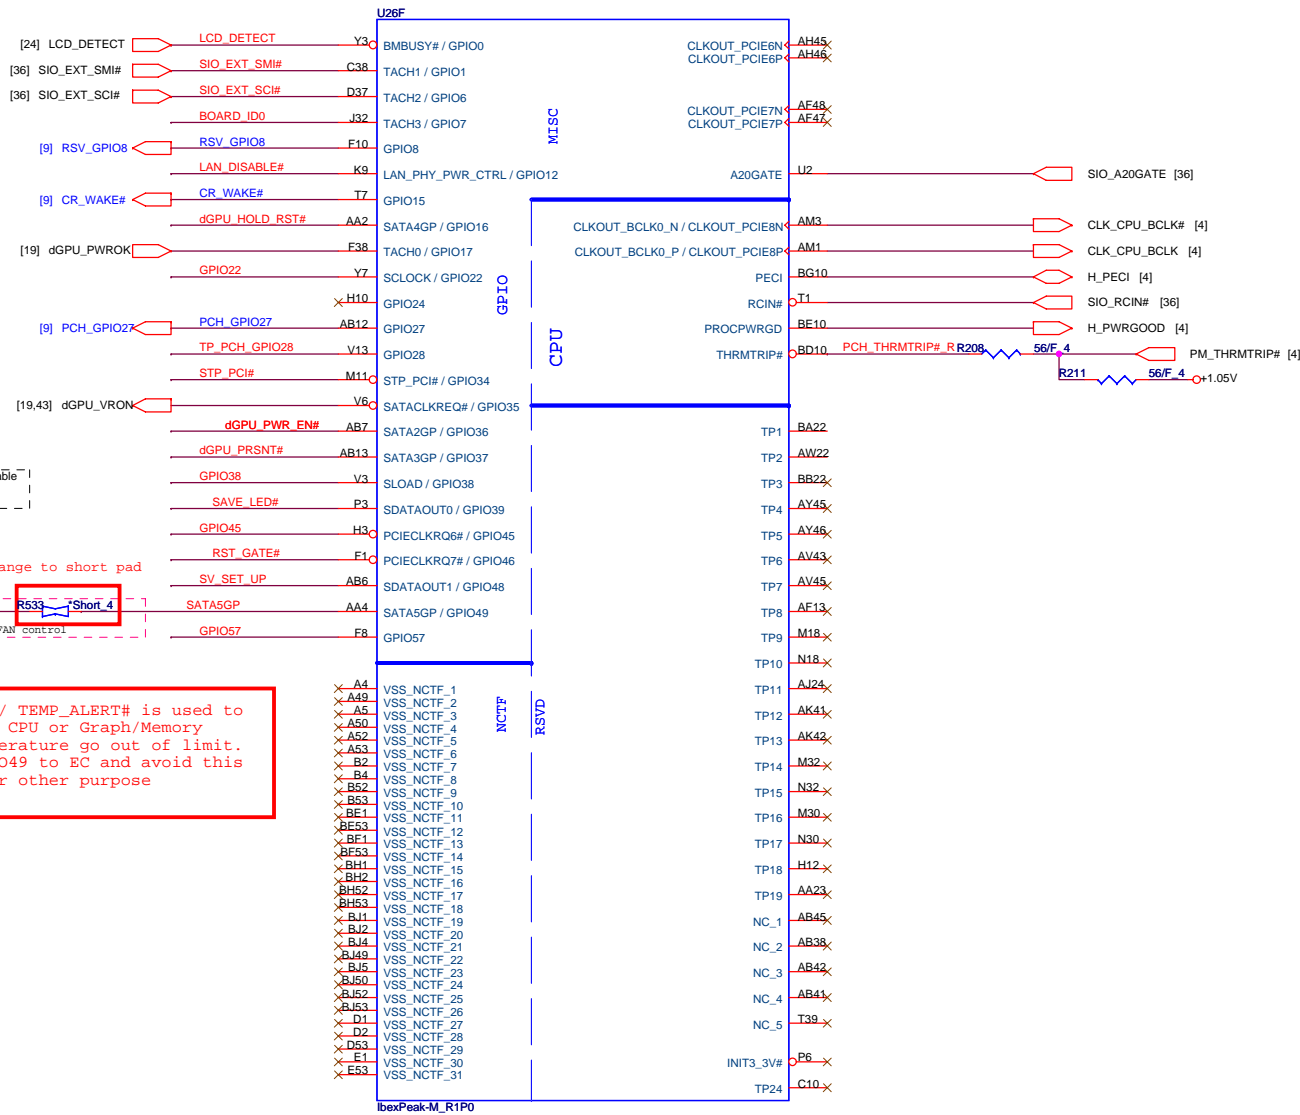 U26F
[24] LCD_DETECT LCD_DETECT Y3 BMBUSY# / GPIO0 CLKOUT_PCIE6N AH45
CLKOUT_PCIE6P AH46
[36] SIO_EXT_SMI# SIO_EXT_SMI# C38 TACH1 / GPIO1
[36] SIO_EXT_SCI# SIO_EXT_SCI# D37 TACH2 / GPIO6
MISC
CLKOUT_PCIE7N AF48
BOARD_ID0 J32 TACH3 / GPIO7 CLKOUT_PCIE7P AF47
[9] RSV_GPIO8 RSV_GPIO8 F10 GPIO8
LAN_DISABLE# K9 LAN_PHY_PWR_CTRL / GPIO12 A20GATE U2 SIO_A20GATE [36]
[9] CR_WAKE# CR_WAKE# T7 GPIO15
dGPU_HOLD_RST# AA2 SATA4GP / GPIO16 CLKOUT_BCLK0_N / CLKOUT_PCIE8N AM3 CLK_CPU_BCLK# [4]
[19] dGPU_PWROK F38 TACH0 / GPIO17 CLKOUT_BCLK0_P / CLKOUT_PCIE8P AM1 CLK_CPU_BCLK [4]
GPIO22 Y7 SCLOCK / GPIO22 PECI BG10 H_PECI [4]
GPIO
H10 GPIO24 RCIN# T1 SIO_RCIN# [36]
[9] PCH_GPIO27 PCH_GPIO27 AB12 GPIO27 PROCPWRGD BE10 H_PWRGOOD [4]
CPU
TP_PCH_GPIO28 V13 GPIO28 THRMTRIP# BD10 PCH_THRMTRIP#_R R208 56/F_4 PM_THRMTRIP# [4]
STP_PCI# M11 STP_PCI# / GPIO34 R211 56/F_4 +1.05V
[19,43] dGPU_VRON V6 SATACLKREQ# / GPIO35
dGPU_PWR_EN# AB7 SATA2GP / GPIO36 TP1 BA22
dGPU_PRSNT# AB13 SATA3GP / GPIO37 TP2 AW22
GPIO38 V3 SLOAD / GPIO38 TP3 BB22
SAVE_LED# P3 SDATAOUT0 / GPIO39 TP4 AY45
GPIO45 H3 PCIECLKRQ6# / GPIO45 TP5 AY46
RST_GATE# F1 PCIECLKRQ7# / GPIO46 TP6 AV43
ange to short pad
SV_SET_UP AB6 SDATAOUT1 / GPIO48 TP7 AV45
R533 *Short_4 SATA5GP AA4 SATA5GP / GPIO49 TP8 AF13
FAN control
GPIO57 F8 GPIO57 TP9 M18
TP10 N18
NCTF
RSVD
A4 VSS_NCTF_1 TP11 AJ24
A49 VSS_NCTF_2
A5 VSS_NCTF_3 TP12 AK41
A50 VSS_NCTF_4
A52 VSS_NCTF_5 TP13 AK42
A53 VSS_NCTF_6
B2 VSS_NCTF_7 TP14 M32
B4 VSS_NCTF_8
B52 VSS_NCTF_9 TP15 N32
B53 VSS_NCTF_10
BE1 VSS_NCTF_11 TP16 M30
BE53 VSS_NCTF_12
BF1 VSS_NCTF_13 TP17 N30
BF53 VSS_NCTF_14
BH1 VSS_NCTF_15 TP18 H12
BH2 VSS_NCTF_16
BH52 VSS_NCTF_17 TP19 AA23
BH53 VSS_NCTF_18
BJ1 VSS_NCTF_19 NC_1 AB45
BJ2 VSS_NCTF_20
BJ4 VSS_NCTF_21 NC_2 AB38
BJ49 VSS_NCTF_22
BJ5 VSS_NCTF_23 NC_3 AB42
BJ50 VSS_NCTF_24
BJ52 VSS_NCTF_25 NC_4 AB41
BJ53 VSS_NCTF_26
D1 VSS_NCTF_27 NC_5 T39
D2 VSS_NCTF_28
D53 VSS_NCTF_29
E1 VSS_NCTF_30 INIT3_3V# P6
E53 VSS_NCTF_31
TP24 C10
/ TEMP_ALERT# is used to
CPU or Graph/Memory
erature go out of limit.
O49 to EC and avoid this
r other purpose
IbexPeak-M_R1P0